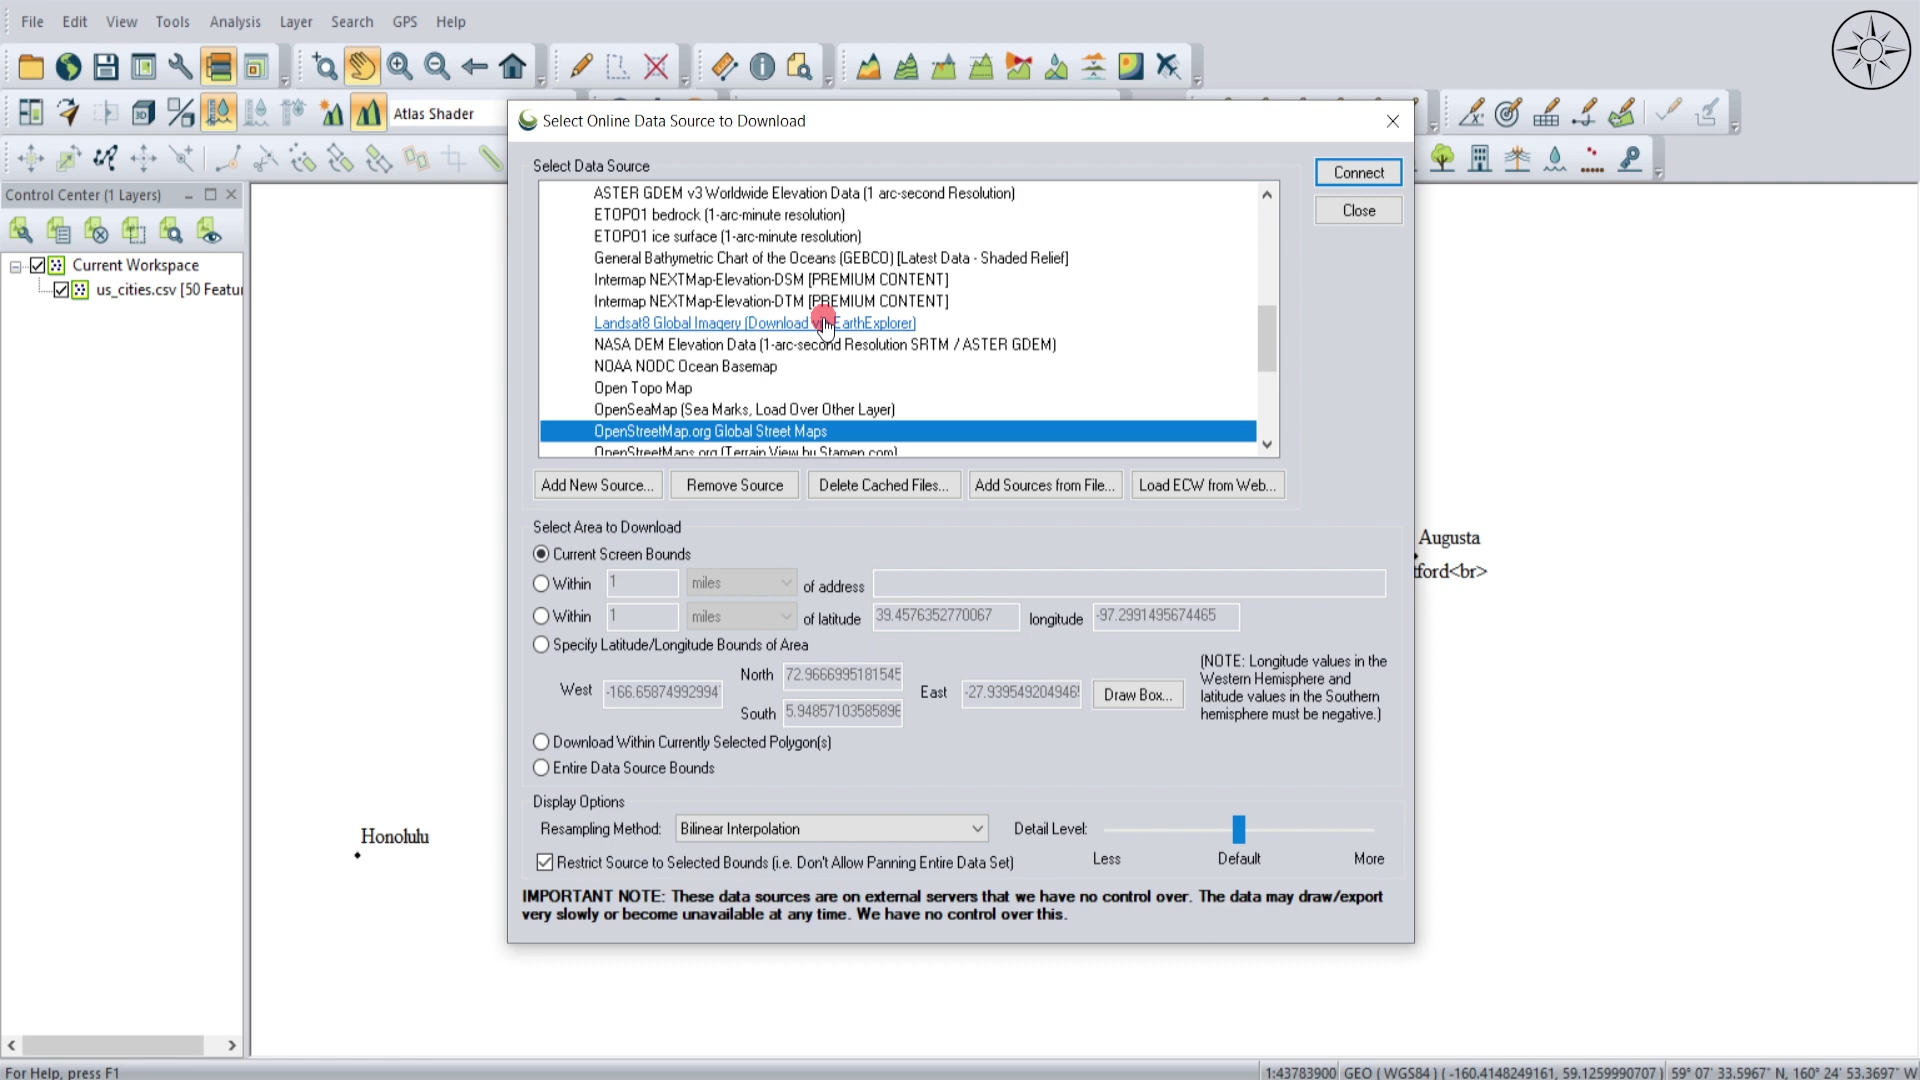 File Edit View Tools Analysis Layer Search GPS Help
Atlas Shader
Select Online Data Source to Download
Control Center (1 Layers)
Current Workspace
us_cities.csv [50 Featur
Select Data Source
Connect
Close
ASTER GDEM v3 Worldwide Elevation Data (1 arc-second Resolution)
ETOPO1 bedrock (1-arc-minute resolution)
ETOPO1 ice surface (1-arc-minute resolution)
General Bathymetric Chart of the Oceans (GEBCO) [Latest Data - Shaded Relief]
Intermap NEXTMap-Elevation-DSM [PREMIUM CONTENT]
Intermap NEXTMap-Elevation-DTM [PREMIUM CONTENT]
Landsat8 Global Imagery (Download via EarthExplorer)
NASA DEM Elevation Data (1-arc-second Resolution SRTM / ASTER GDEM)
NOAA NODC Ocean Basemap
Open Topo Map
OpenSeaMap (Sea Marks, Load Over Other Layer)
OpenStreetMap.org Global Street Maps
OpenStreetMaps.org (Terrain View by Stamen.com)
Add New Source... Remove Source Delete Cached Files... Add Sources from File... Load ECW from Web...
Select Area to Download
Current Screen Bounds
Within 1 miles of address
Within 1 miles of latitude 39.4576352770067 longitude -97.2991495674465
Specify Latitude/Longitude Bounds of Area
North 72.9666995181545
West -166.65874992994 East -27.939549204946 Draw Box...
South 5.94857103585896
(NOTE: Longitude values in the
Western Hemisphere and
latitude values in the Southern
hemisphere must be negative.)
Download Within Currently Selected Polygon(s)
Entire Data Source Bounds
Display Options
Resampling Method: Bilinear Interpolation Detail Level:
Less Default More
Restrict Source to Selected Bounds (i.e. Don't Allow Panning Entire Data Set)
IMPORTANT NOTE: These data sources are on external servers that we have no control over. The data may draw/export
very slowly or become unavailable at any time. We have no control over this.
Augusta
tford<br>
Honolulu
For Help, press F1
1:43783900 GEO ( WGS84 ) ( -160.4148249161, 59.1259990707 ) 59° 07' 33.5967" N, 160° 24' 53.3697" W